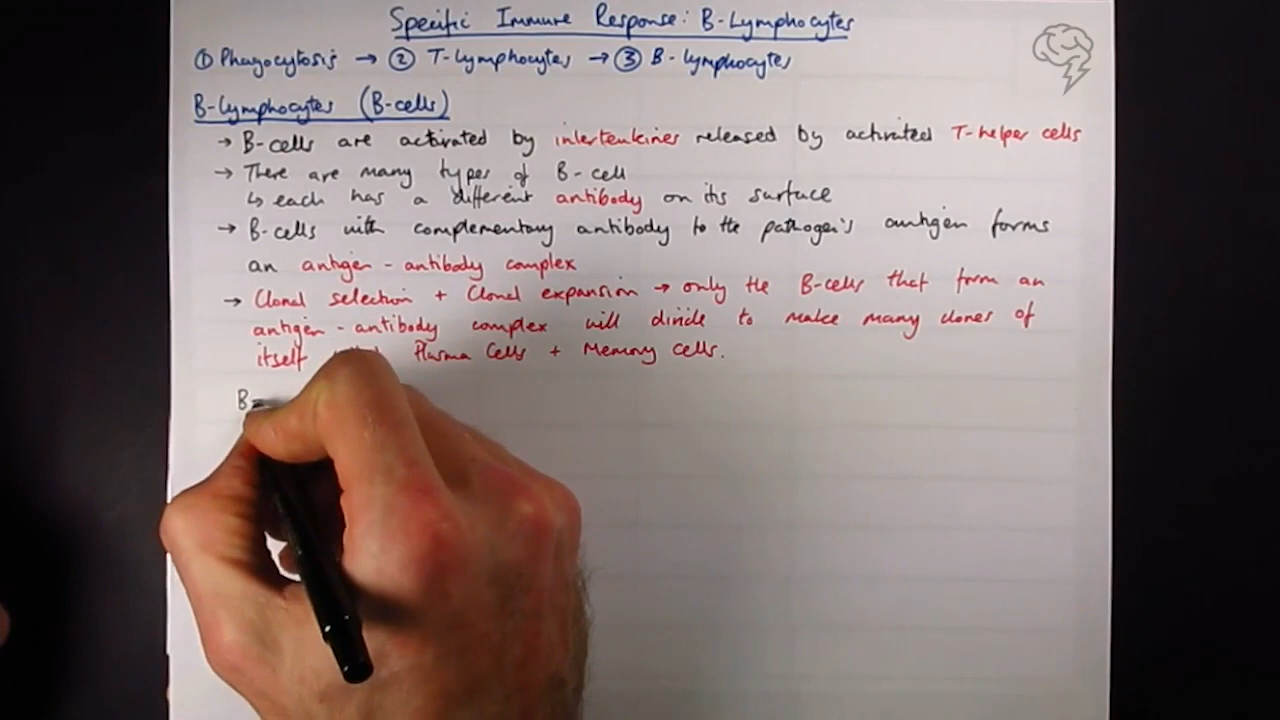 Specific Immune Response: B-Lymphocytes
① Phagocytosis → ② T-Lymphocytes → ③ B-Lymphocytes
B-Lymphocytes (B-cells)
→ B-cells are activated by interleukines released by activated T-helper cells
→ There are many types of B-cell
↳ each has a different antibody on its surface
→ B-cells with complementary antibody to the pathogen's antigen forms
an antigen-antibody complex
→ Clonal selection + Clonal expansion → only the B-cells that form an
antigen-antibody complex will divide to make many clones of
itself Plasma Cells + Memory cells.
B-